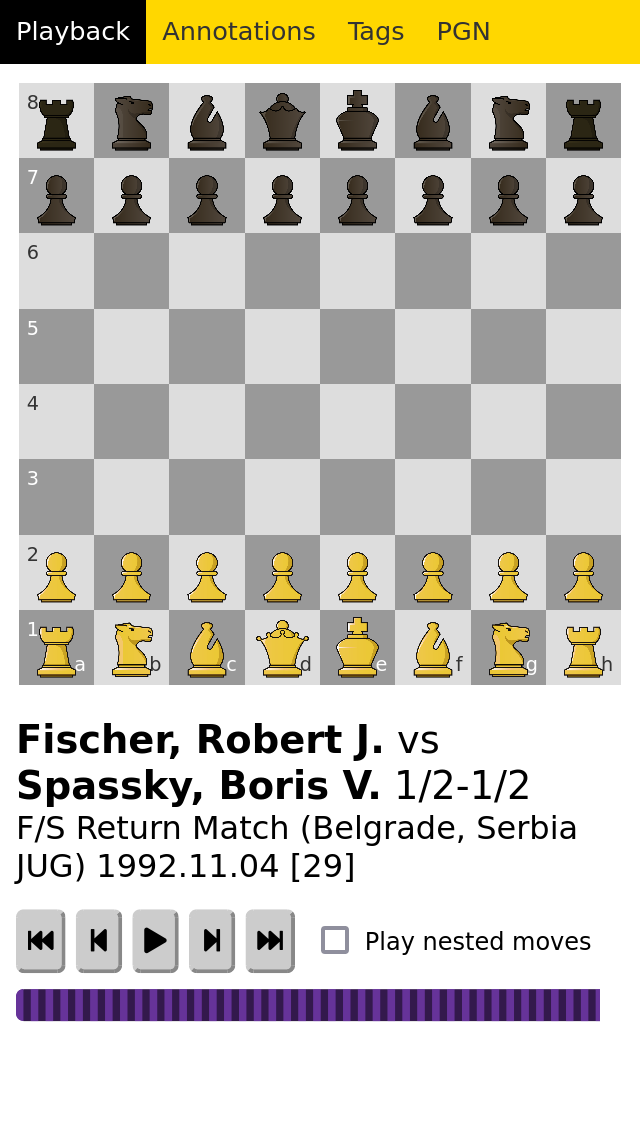 Playback Annotations Tags PGN
8
7
6
5
4
3
2
1
a b c d e f g h
Fischer, Robert J. vs
Spassky, Boris V. 1/2-1/2
F/S Return Match (Belgrade, Serbia
JUG) 1992.11.04 [29]
Play nested moves